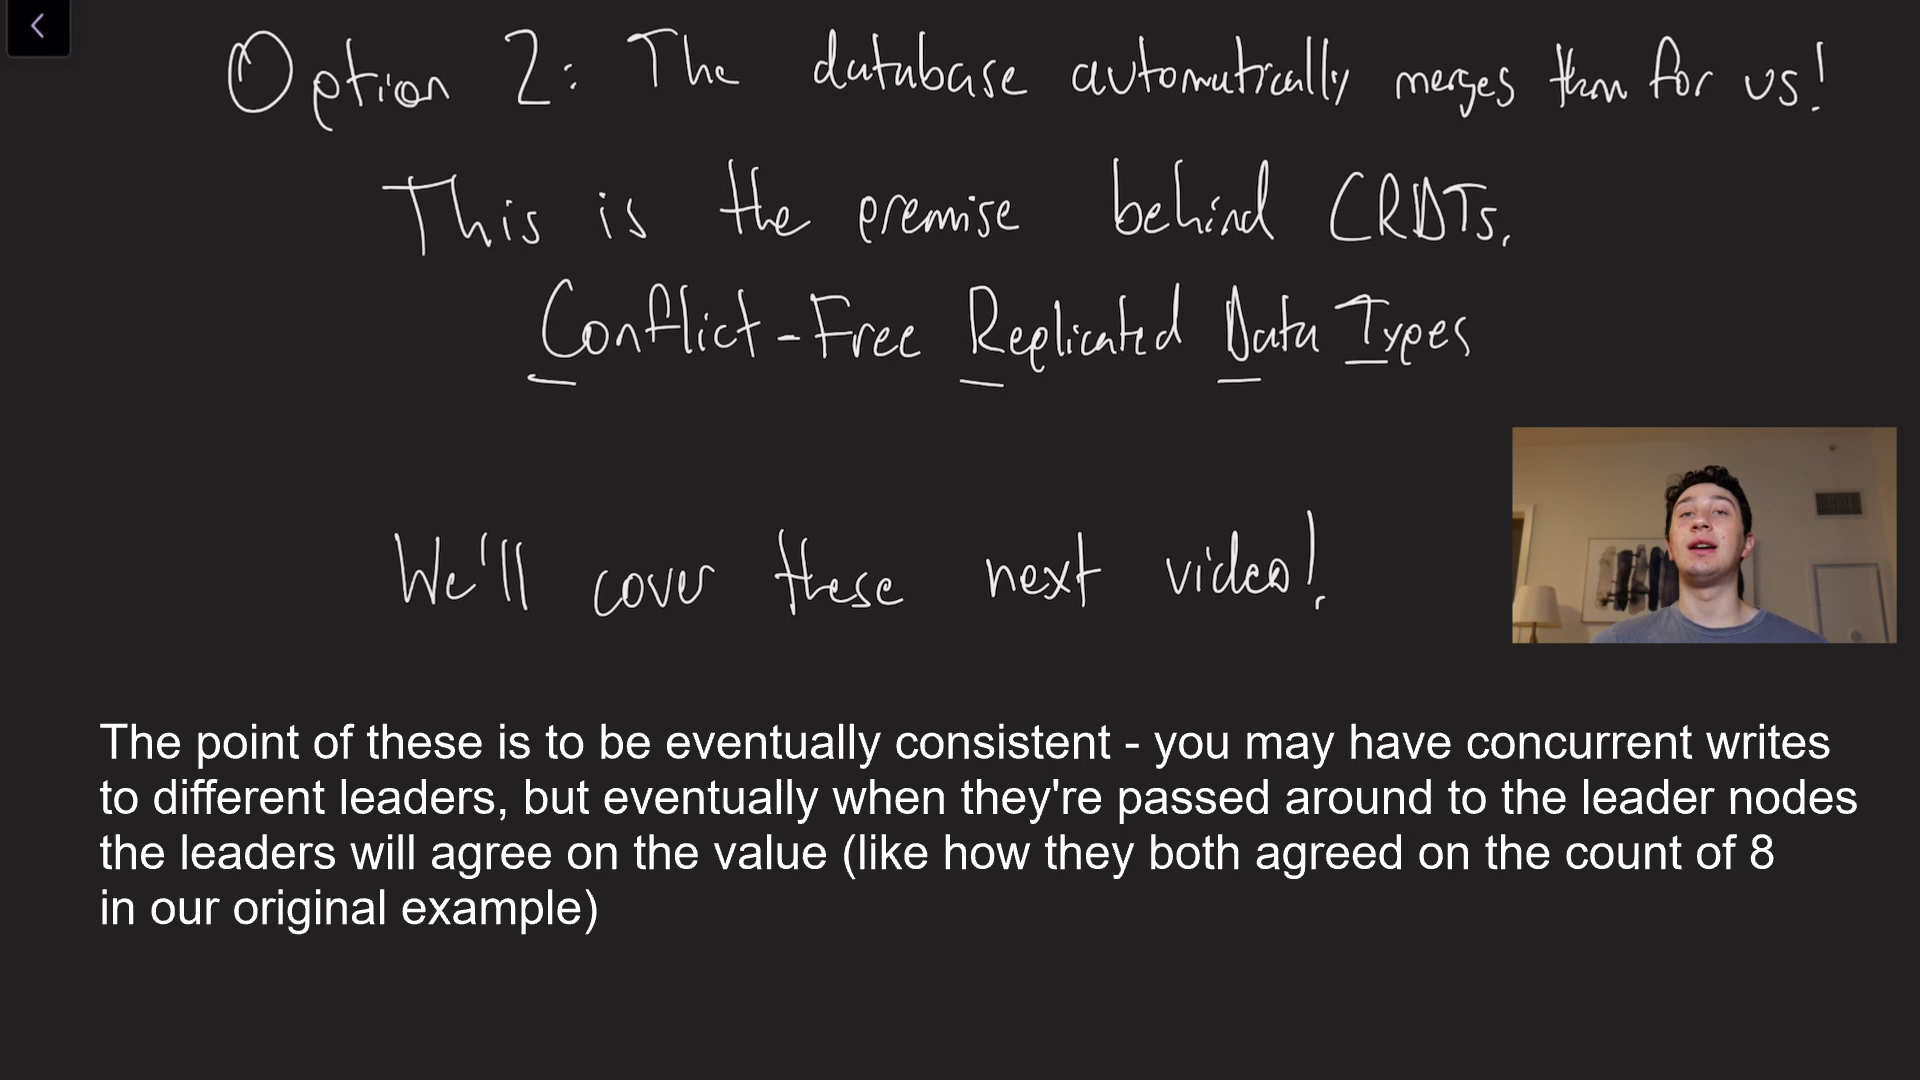 Option 2: The database automatically merges them for us!
This is the premise behind CRDTs.
Conflict-Free Replicated Data Types
We'll cover these next video!
The point of these is to be eventually consistent - you may have concurrent writes
to different leaders, but eventually when they're passed around to the leader nodes
the leaders will agree on the value (like how they both agreed on the count of 8
in our original example)